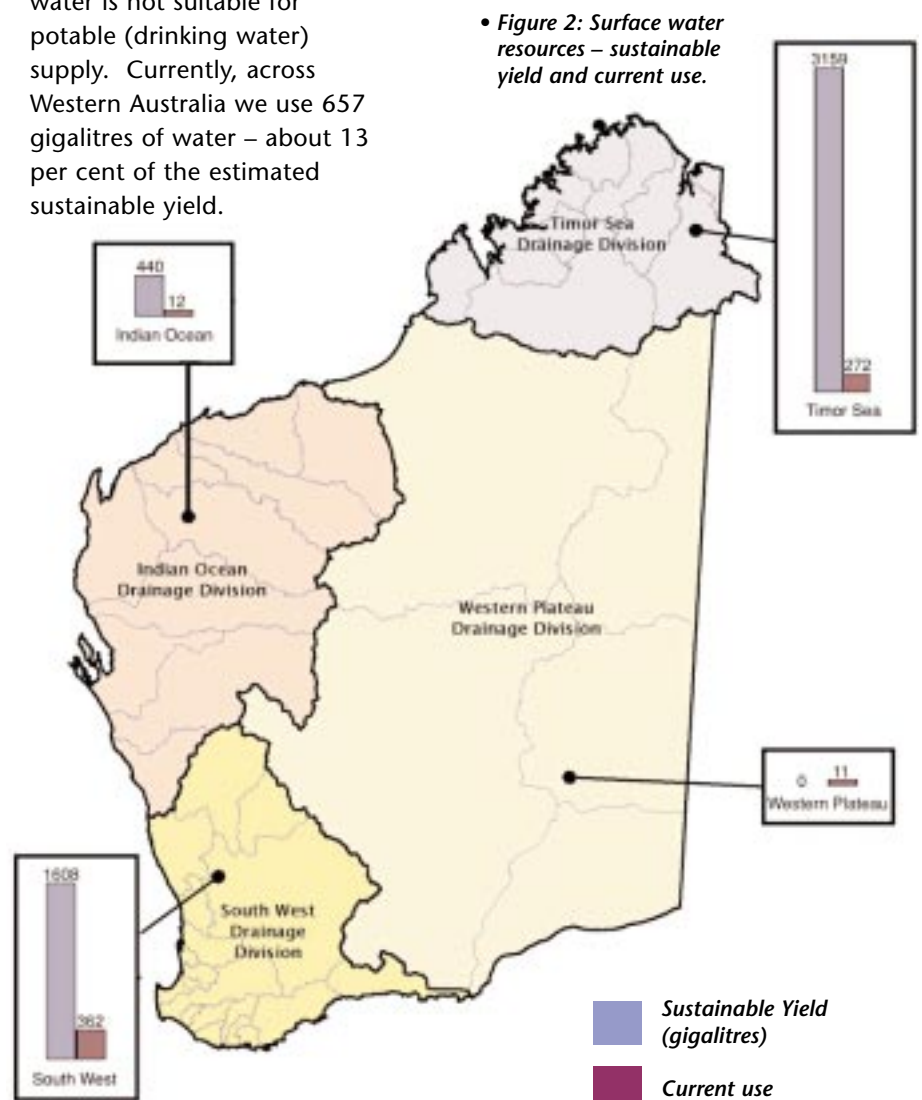 water is not suitable for
potable (drinking water)
supply. Currently, across
Western Australia we use 657
gigalitres of water – about 13
per cent of the estimated
sustainable yield.
• Figure 2: Surface water
resources – sustainable
yield and current use.
3159
272
Timor Sea
Timor Sea
Drainage Division
440
12
Indian Ocean
Indian Ocean
Drainage Division
Western Plateau
Drainage Division
0 11
Western Plateau
1608
362
South West
South West
Drainage
Division
Sustainable Yield
(gigalitres)
Current use